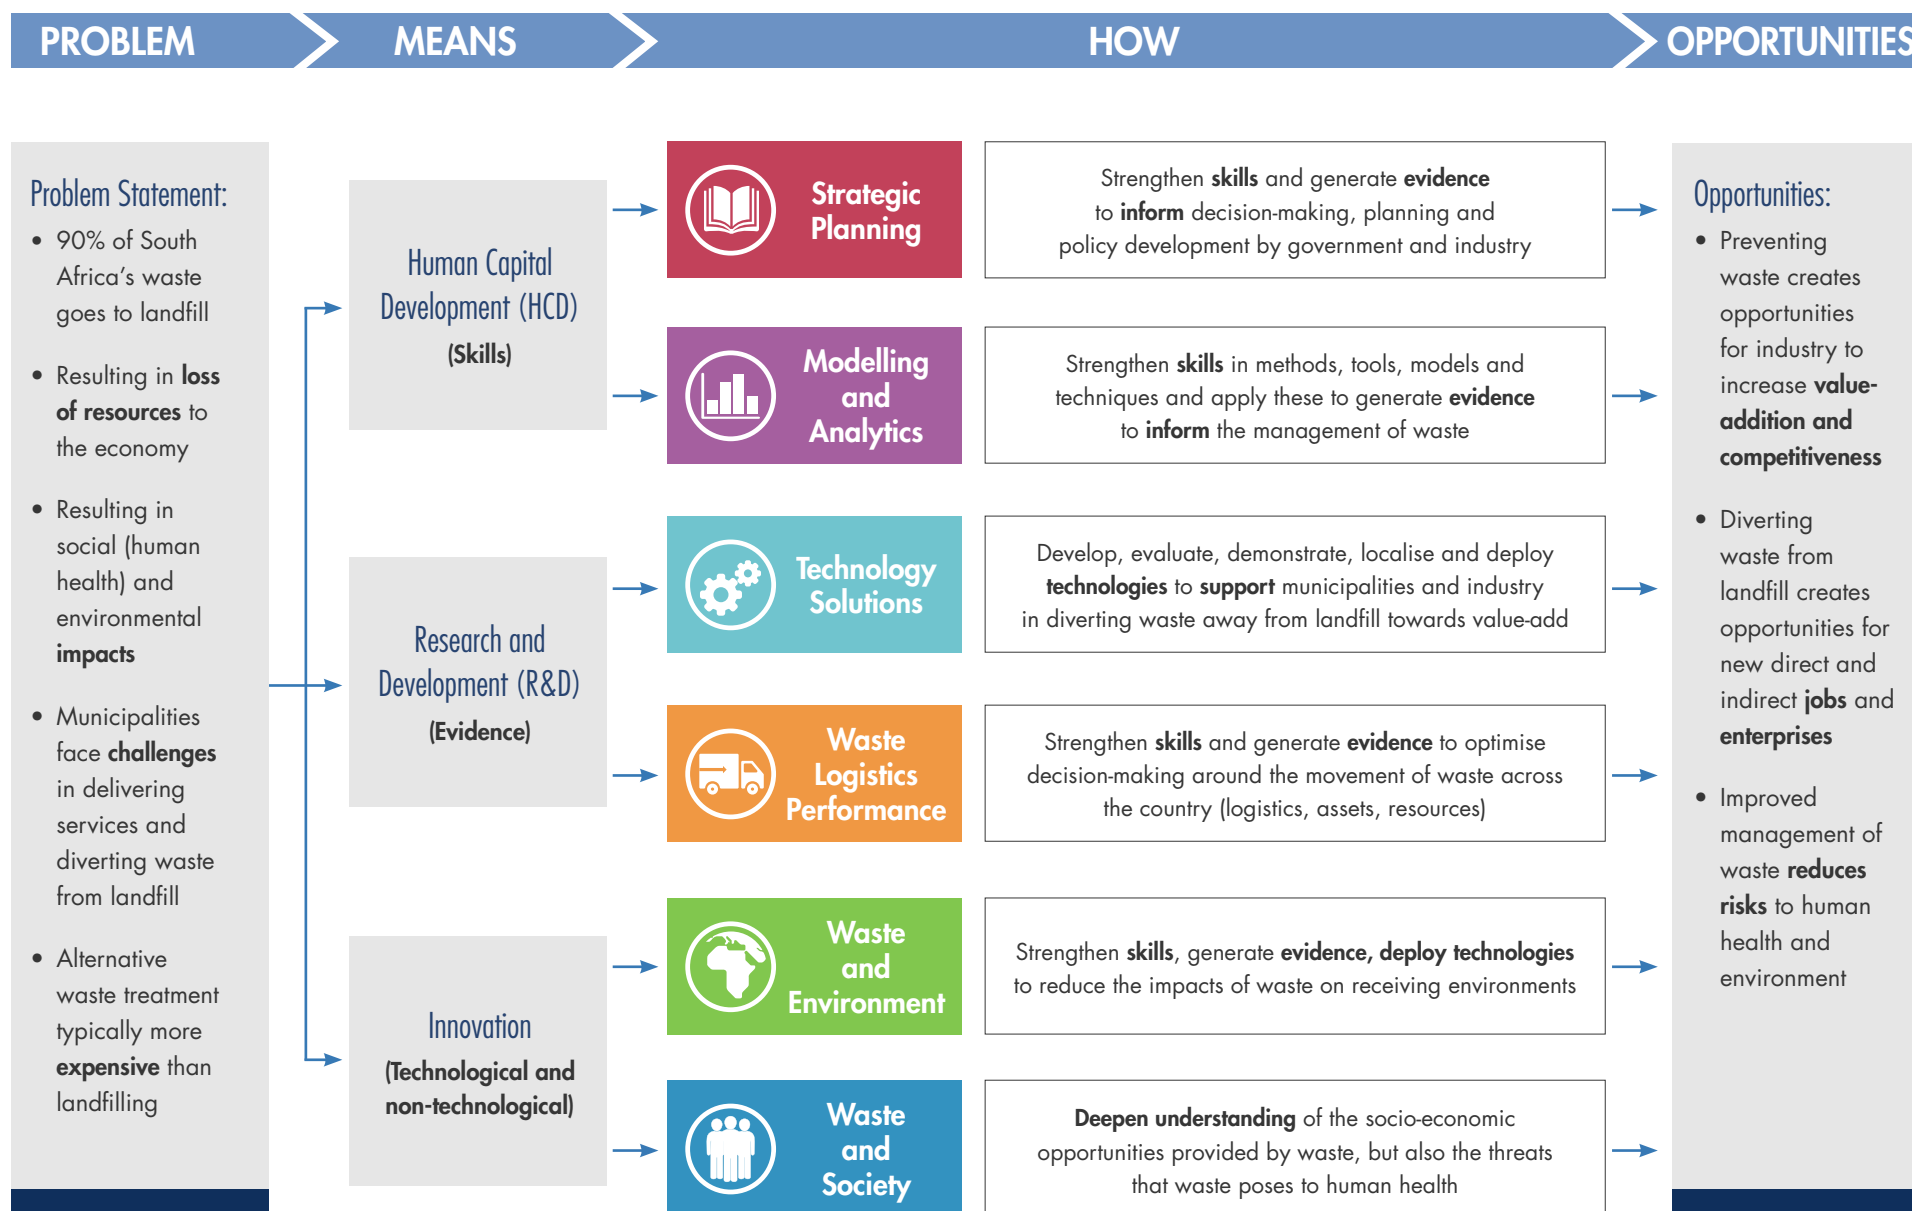 PROBLEM
MEANS
HOW
OPPORTUNITIES
Problem Statement:
• 90% of South
Africa’s waste
goes to landfill
• Resulting in loss
of resources to
the economy
• Resulting in
social (human
health) and
environmental
impacts
• Municipalities
face challenges
in delivering
services and
diverting waste
from landfill
• Alternative
waste treatment
typically more
expensive than
landfilling
Human Capital
Development (HCD)
(Skills)
Research and
Development (R&D)
(Evidence)
Innovation
(Technological and
non-technological)
Strategic
Planning
Strengthen skills and generate evidence
to inform decision-making, planning and
policy development by government and industry
Modelling
and
Analytics
Strengthen skills in methods, tools, models and
techniques and apply these to generate evidence
to inform the management of waste
Technology
Solutions
Develop, evaluate, demonstrate, localise and deploy
technologies to support municipalities and industry
in diverting waste away from landfill towards value-add
Waste
Logistics
Performance
Strengthen skills and generate evidence to optimise
decision-making around the movement of waste across
the country (logistics, assets, resources)
Waste
and
Environment
Strengthen skills, generate evidence, deploy technologies
to reduce the impacts of waste on receiving environments
Waste
and
Society
Deepen understanding of the socio-economic
opportunities provided by waste, but also the threats
that waste poses to human health
Opportunities:
• Preventing
waste creates
opportunities
for industry to
increase value-
addition and
competitiveness
• Diverting
waste from
landfill creates
opportunities for
new direct and
indirect jobs and
enterprises
• Improved
management of
waste reduces
risks to human
health and
environment